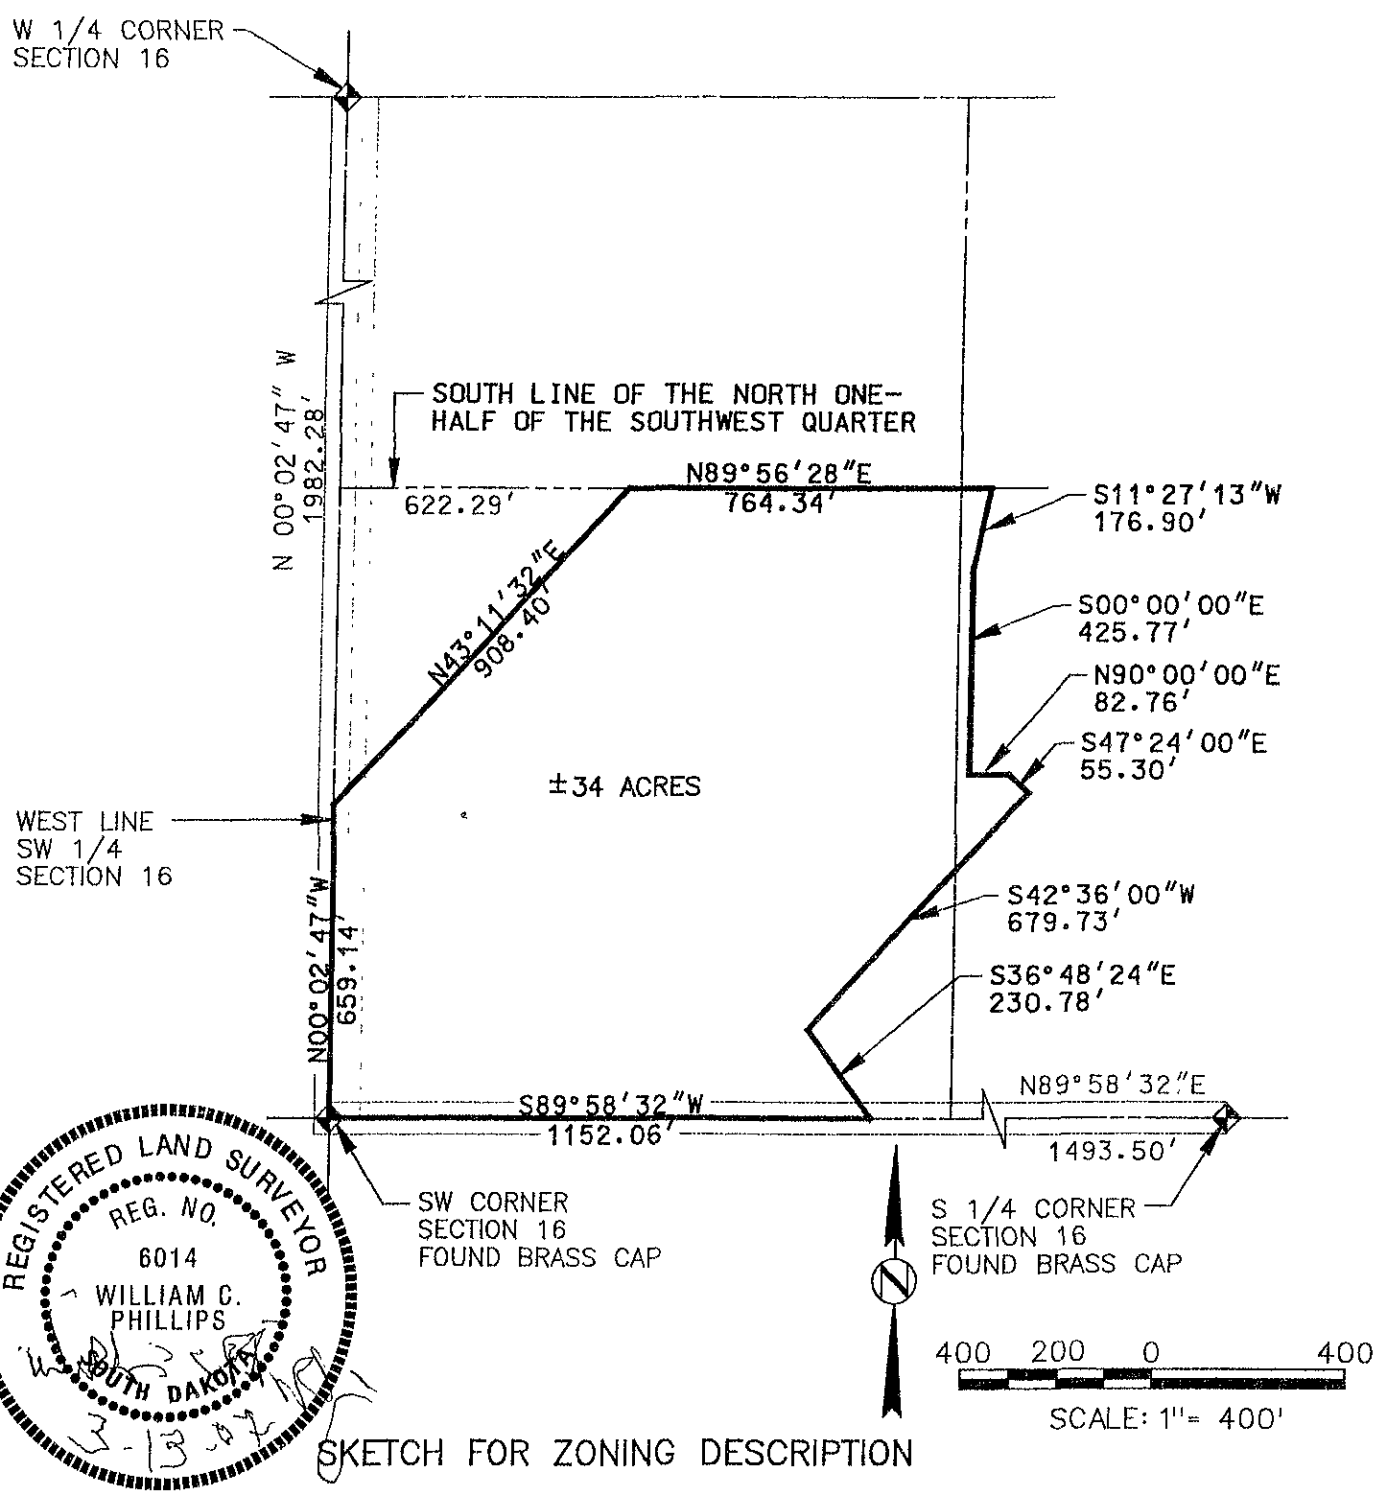 W 1/4 CORNER
SECTION 16
N 00°02'47" W
1982.28'
SOUTH LINE OF THE NORTH ONE-
HALF OF THE SOUTHWEST QUARTER
622.29'
N89°56'28"E
764.34'
S11°27'13"W
176.90'
N43°11'32"E
908.40'
S00°00'00"E
425.77'
N90°00'00"E
82.76'
S47°24'00"E
55.30'
±34 ACRES
WEST LINE
SW 1/4
SECTION 16
N00°02'47"W
659.14'
S42°36'00"W
679.73'
S36°48'24"E
230.78'
S89°58'32"W
1152.06'
N89°58'32"E
1493.50'
SW CORNER
SECTION 16
FOUND BRASS CAP
S 1/4 CORNER
SECTION 16
FOUND BRASS CAP
N
REGISTERED LAND SURVEYOR
REG. NO.
6014
WILLIAM C.
PHILLIPS
SOUTH DAKOTA
3-13-07
400 200 0 400
SCALE: 1"= 400'
SKETCH FOR ZONING DESCRIPTION